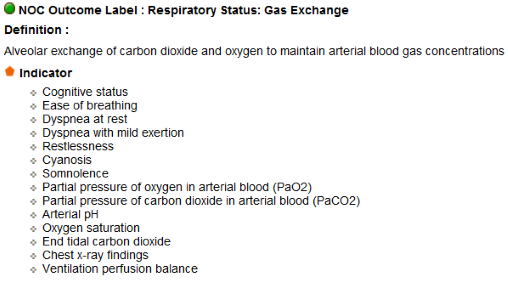 NOC Outcome Label : Respiratory Status: Gas Exchange
Definition :
Alveolar exchange of carbon dioxide and oxygen to maintain arterial blood gas concentrations
Indicator
Cognitive status
Ease of breathing
Dyspnea at rest
Dyspnea with mild exertion
Restlessness
Cyanosis
Somnolence
Partial pressure of oxygen in arterial blood (PaO2)
Partial pressure of carbon dioxide in arterial blood (PaCO2)
Arterial pH
Oxygen saturation
End tidal carbon dioxide
Chest x-ray findings
Ventilation perfusion balance